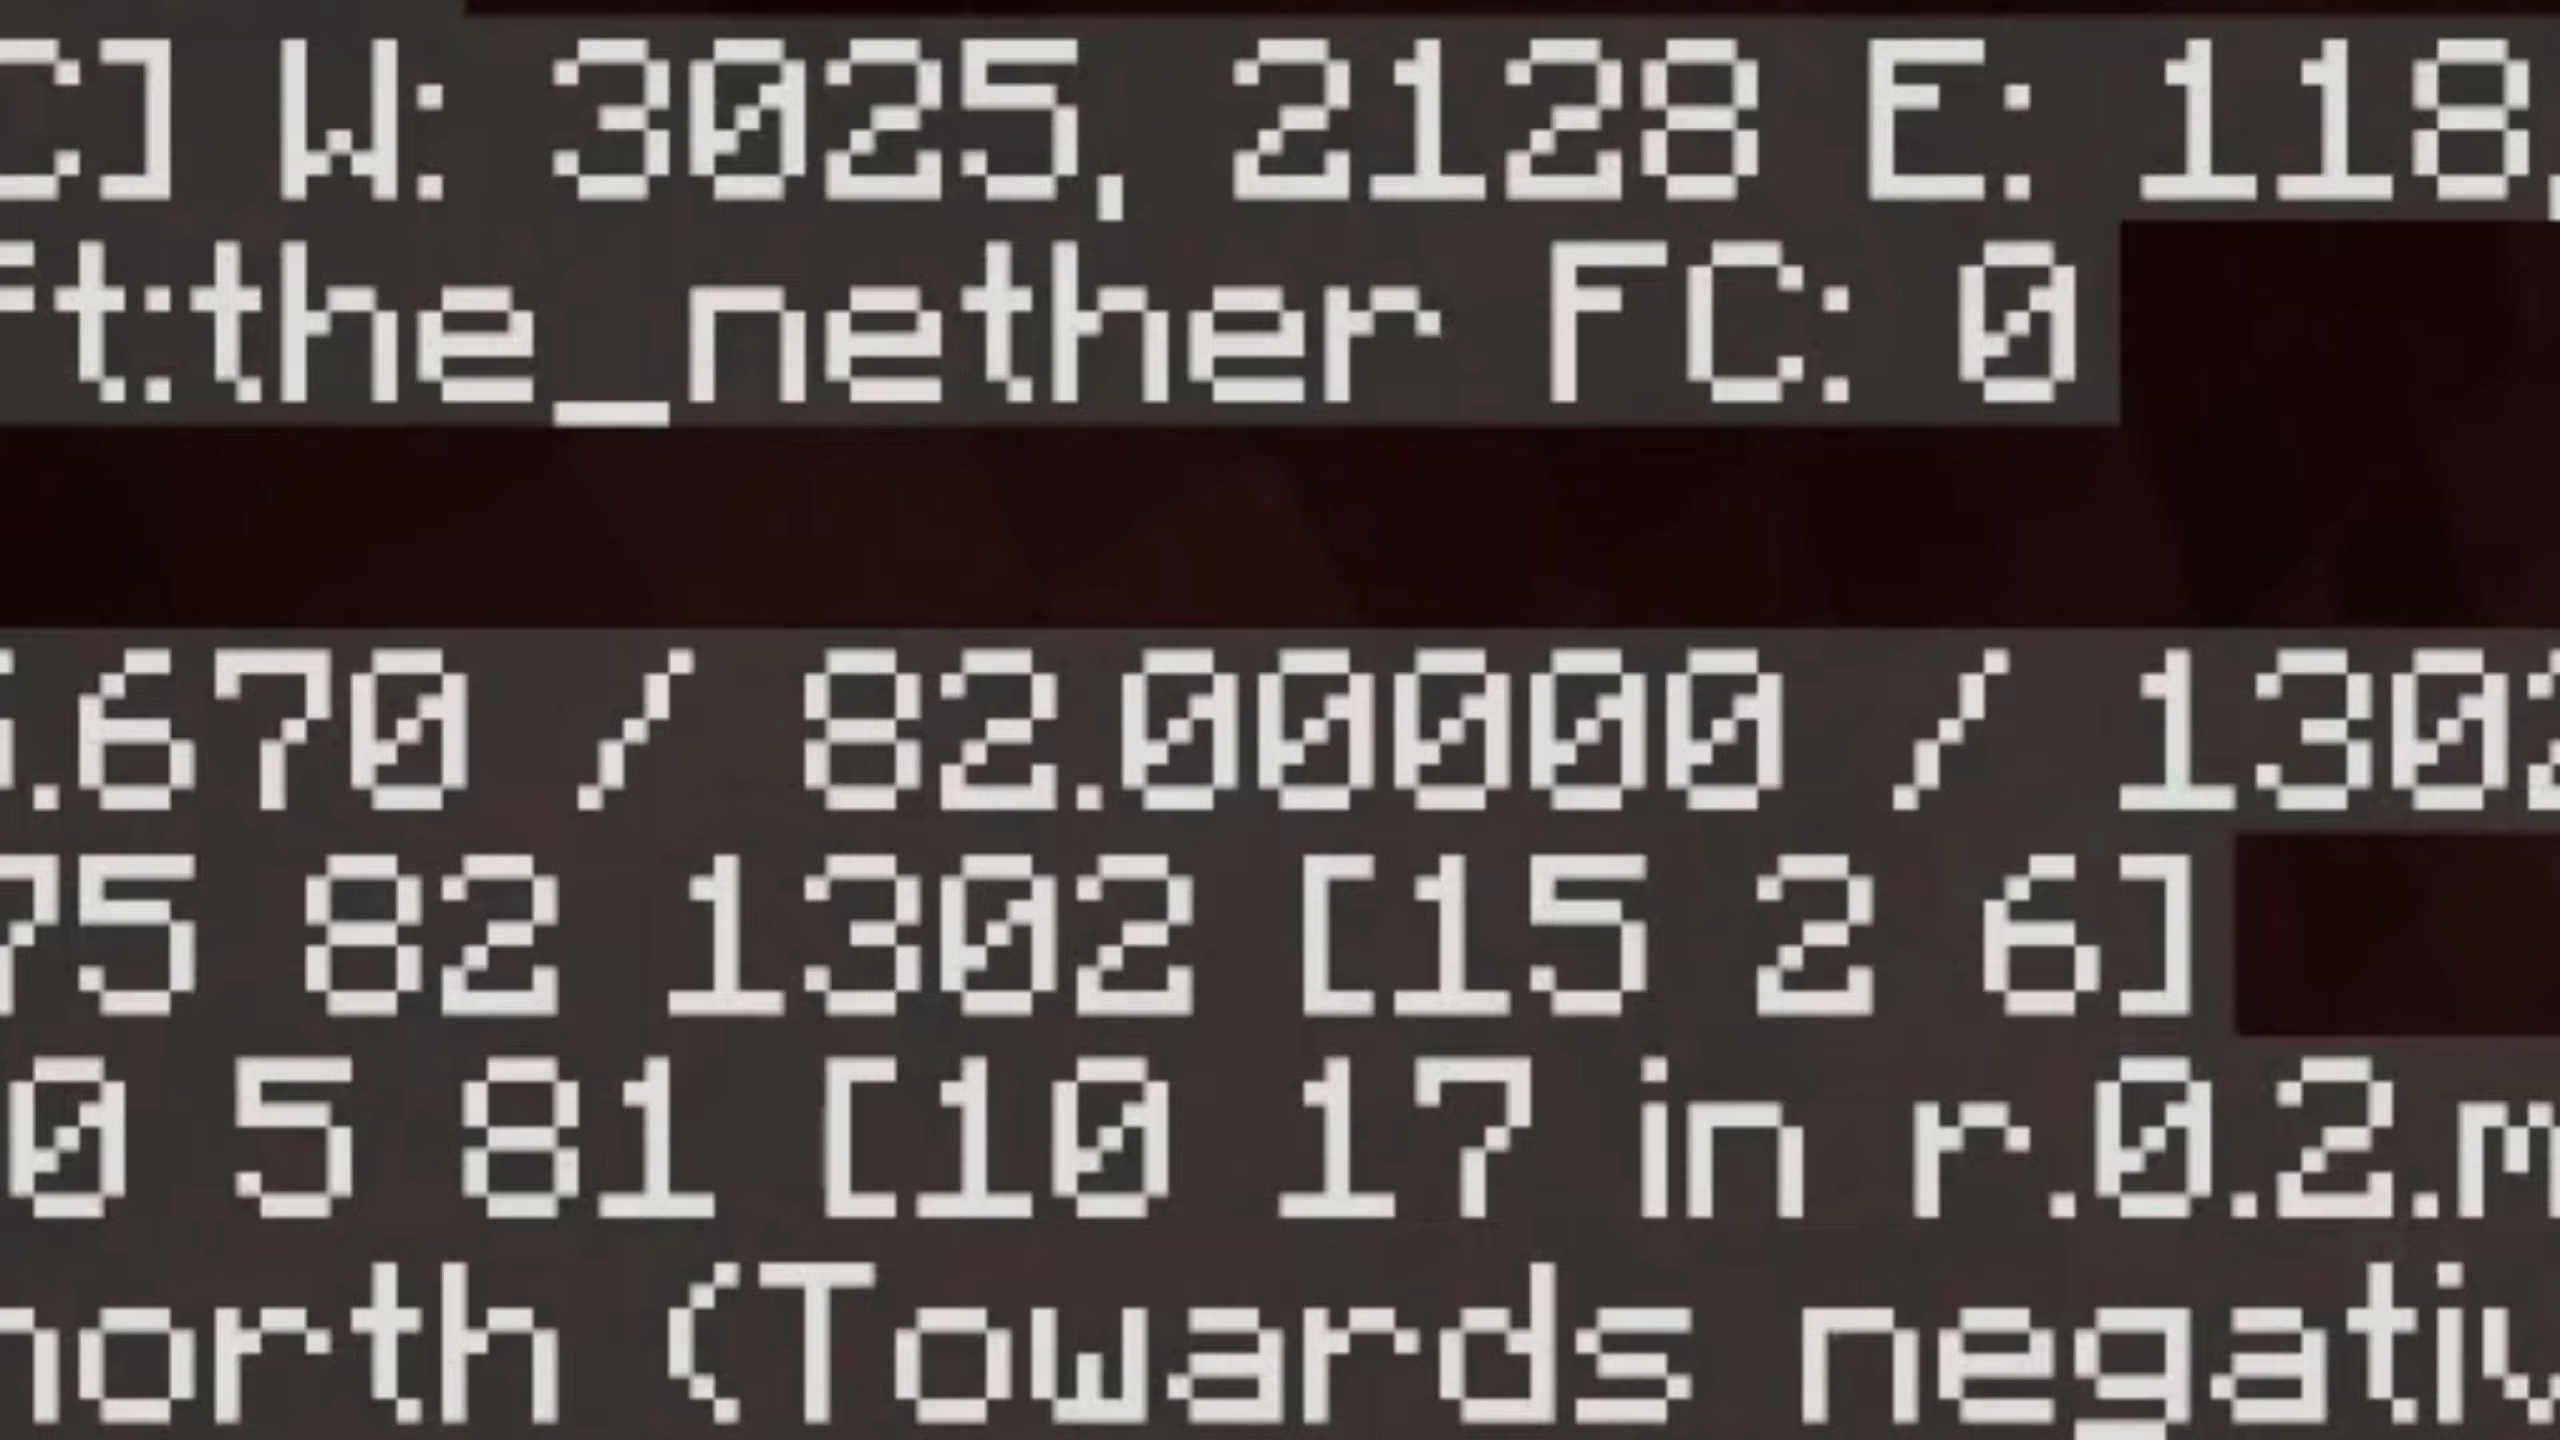 C] W: 3025, 2128 E: 118,
ft:the_nether FC: 0
.670 / 82.00000 / 1302
75 82 1302 [15 2 6]
0 5 81 [10 17 in r.0.2.m
north (Towards negativ